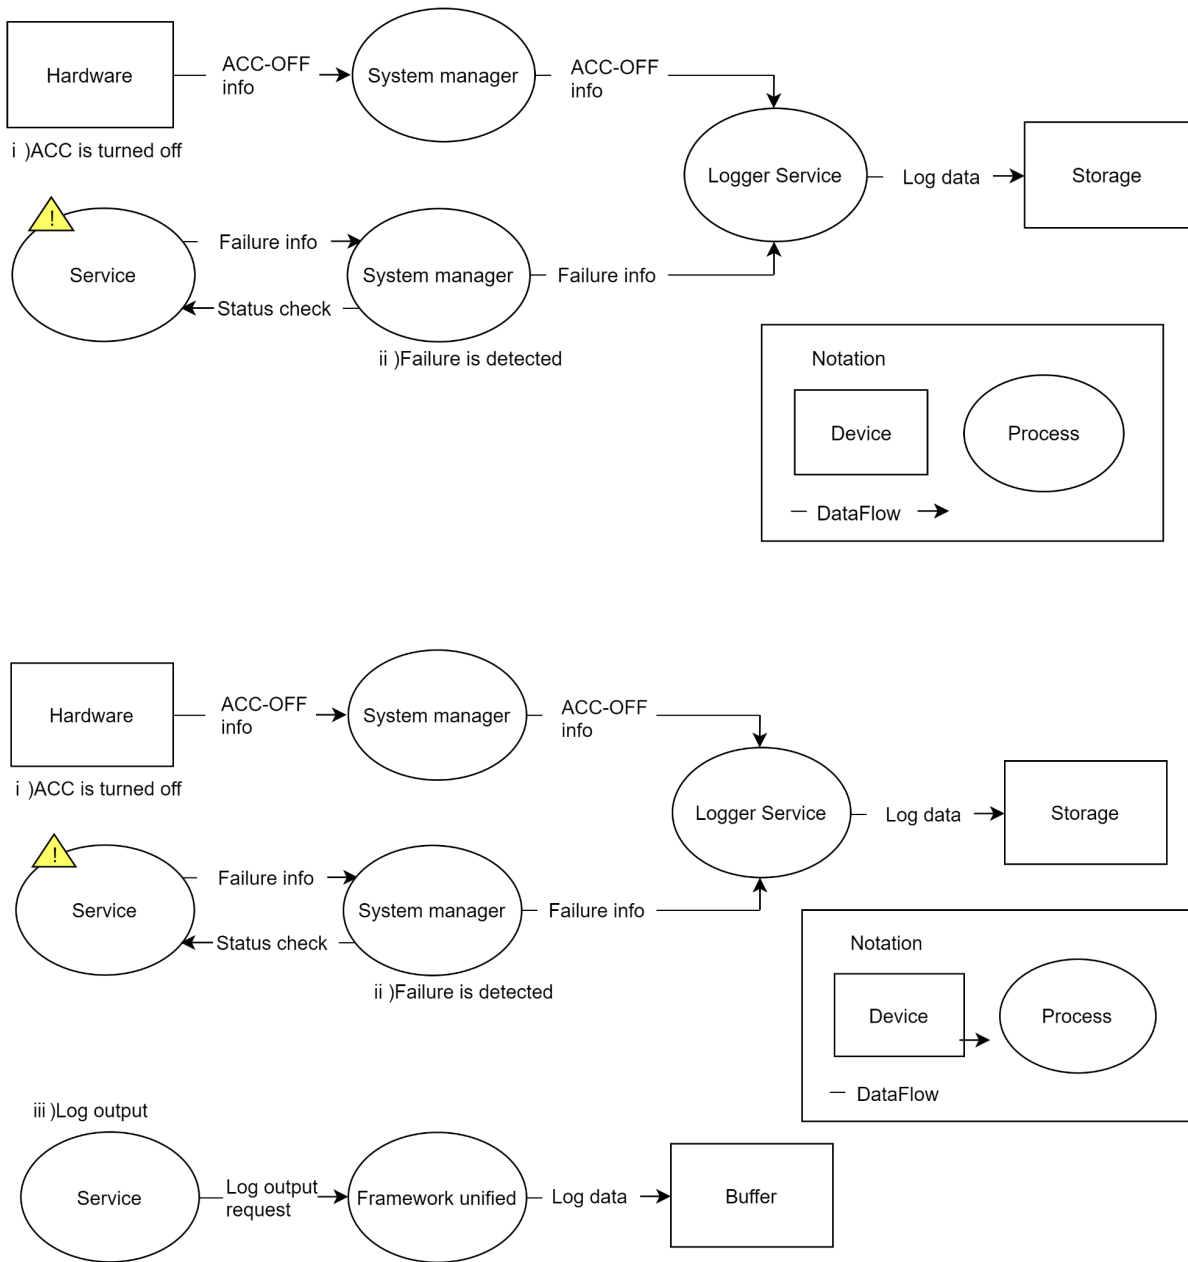 Hardware
ACC-OFF
info
System manager
ACC-OFF
info
i )ACC is turned off
Logger Service
Log data
Storage
!
Service
Failure info
Status check
System manager
Failure info
ii )Failure is detected
Notation
Device
Process
DataFlow
Hardware
ACC-OFF
info
System manager
ACC-OFF
info
i )ACC is turned off
Logger Service
Log data
Storage
!
Service
Failure info
Status check
System manager
Failure info
ii )Failure is detected
Notation
Device
Process
DataFlow
iii )Log output
Service
Log output
request
Framework unified
Log data
Buffer